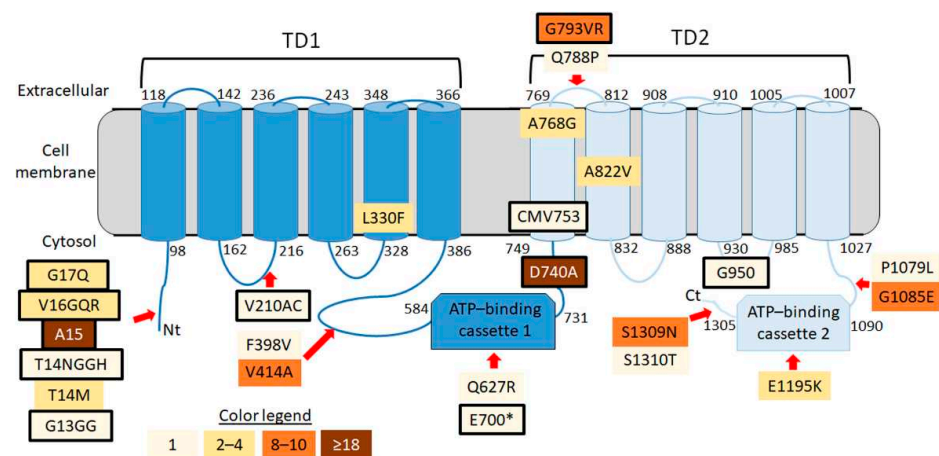 G793VR
TD1
Q788P
TD2
Extracellular
118
142
236
243
348
366
769
812
908
910
1005
1007
A768G
Cell
membrane
A822V
L330F
CMV753
Cytosol
98
162
216
263
328
386
749
832
888
930
985
1027
G17Q
V16GQR
A15
T14NGGH
T14M
G13GG
Nt
V210AC
D740A
G950
P1079L
G1085E
584
ATP–binding
cassette 1
731
Ct
1305
ATP–binding
cassette 2
1090
F398V
V414A
S1309N
S1310T
Q627R
E700*
E1195K
Color legend
1
2–4
8–10
≥18